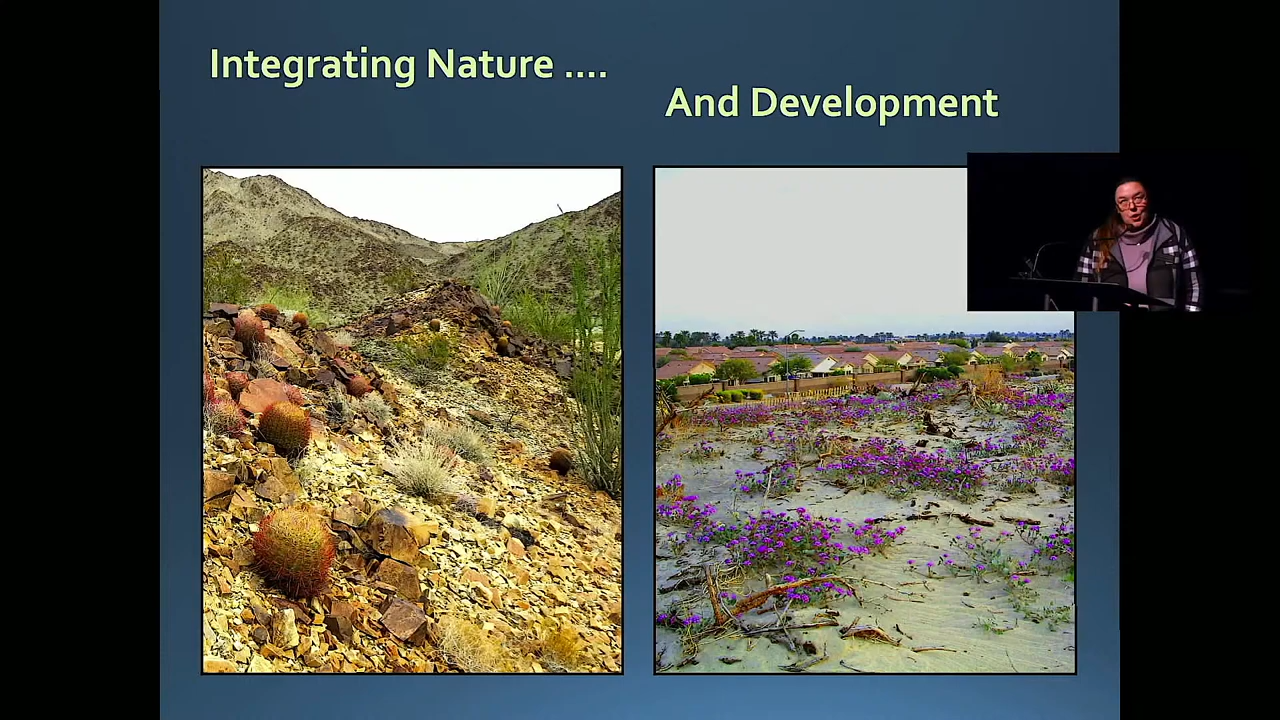 Integrating Nature ....
And Development